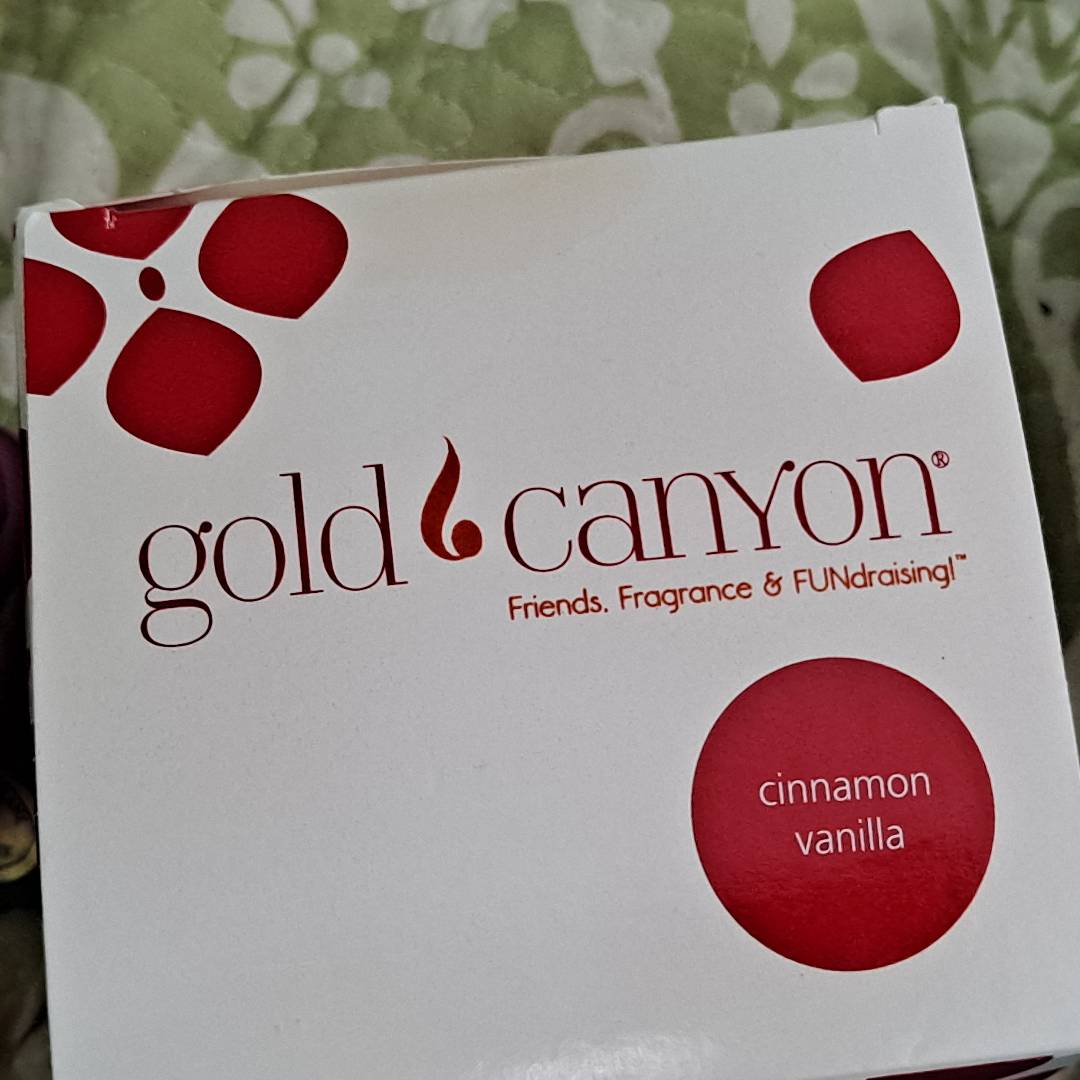 gold canyon®
Friends. Fragrance & FUNdraising!™
cinnamon
vanilla